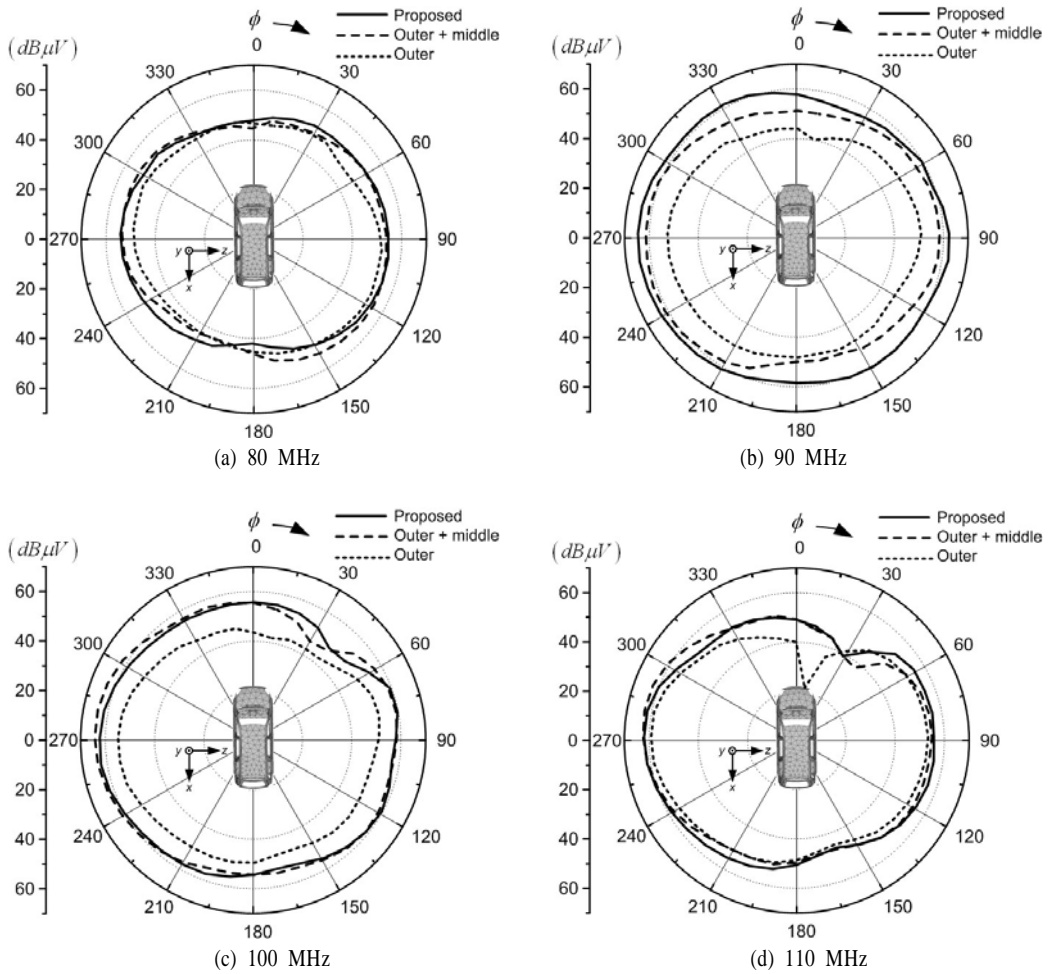 ϕ
0
Proposed
Outer + middle
Outer
(dBμV)
330
30
300
60
270
90
240
120
210
150
180
60
40
20
0
20
40
60
y
z
x
(a) 80 MHz
ϕ
0
Proposed
Outer + middle
Outer
(dBμV)
330
30
300
60
270
90
240
120
210
150
180
60
40
20
0
20
40
60
y
z
x
(b) 90 MHz
ϕ
0
Proposed
Outer + middle
Outer
(dBμV)
330
30
300
60
270
90
240
120
210
150
180
60
40
20
0
20
40
60
y
z
x
(c) 100 MHz
ϕ
0
Proposed
Outer + middle
Outer
(dBμV)
330
30
300
60
270
90
240
120
210
150
180
60
40
20
0
20
40
60
y
z
x
(d) 110 MHz